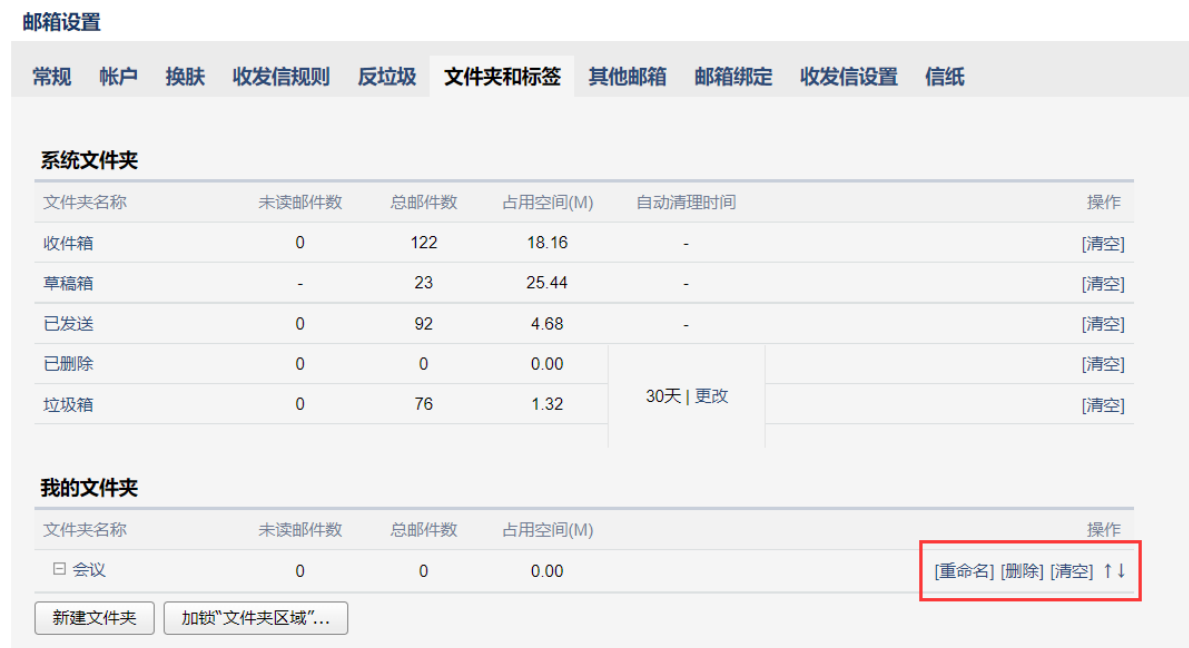 邮箱设置
常规 帐户 换肤 收发信规则 反垃圾 文件夹和标签 其他邮箱 邮箱绑定 收发信设置 信纸
系统文件夹
文件夹名称 未读邮件数 总邮件数 占用空间(M) 自动清理时间 操作
收件箱 0 122 18.16 - [清空]
草稿箱 - 23 25.44 - [清空]
已发送 0 92 4.68 - [清空]
已删除 0 0 0.00 [清空]
30天 | 更改
垃圾箱 0 76 1.32 [清空]
我的文件夹
文件夹名称 未读邮件数 总邮件数 占用空间(M) 操作
会议 0 0 0.00 [重命名] [删除] [清空] ↑↓
新建文件夹 加锁“文件夹区域”...